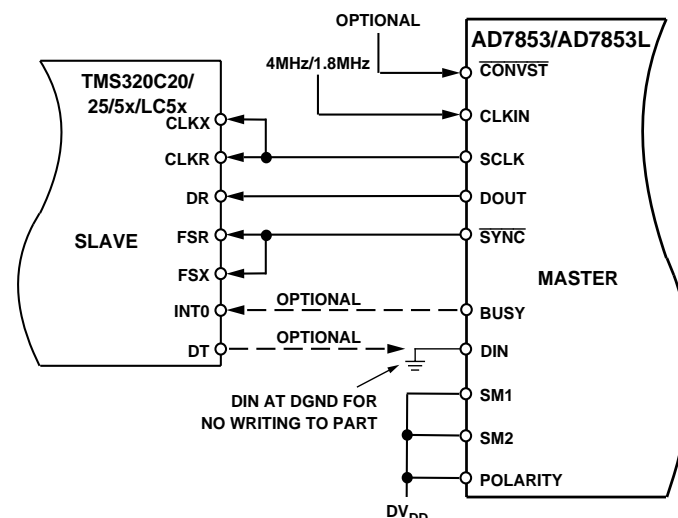 OPTIONAL
4MHz/1.8MHz
AD7853/AD7853L
TMS320C20/
25/5x/LC5x
CONVST
CLKX
CLKIN
CLKR
SCLK
DR
DOUT
SLAVE
FSR
SYNC
FSX
MASTER
INT0
OPTIONAL
BUSY
DT
OPTIONAL
DIN
DIN AT DGND FOR
NO WRITING TO PART
SM1
SM2
POLARITY
DVDD